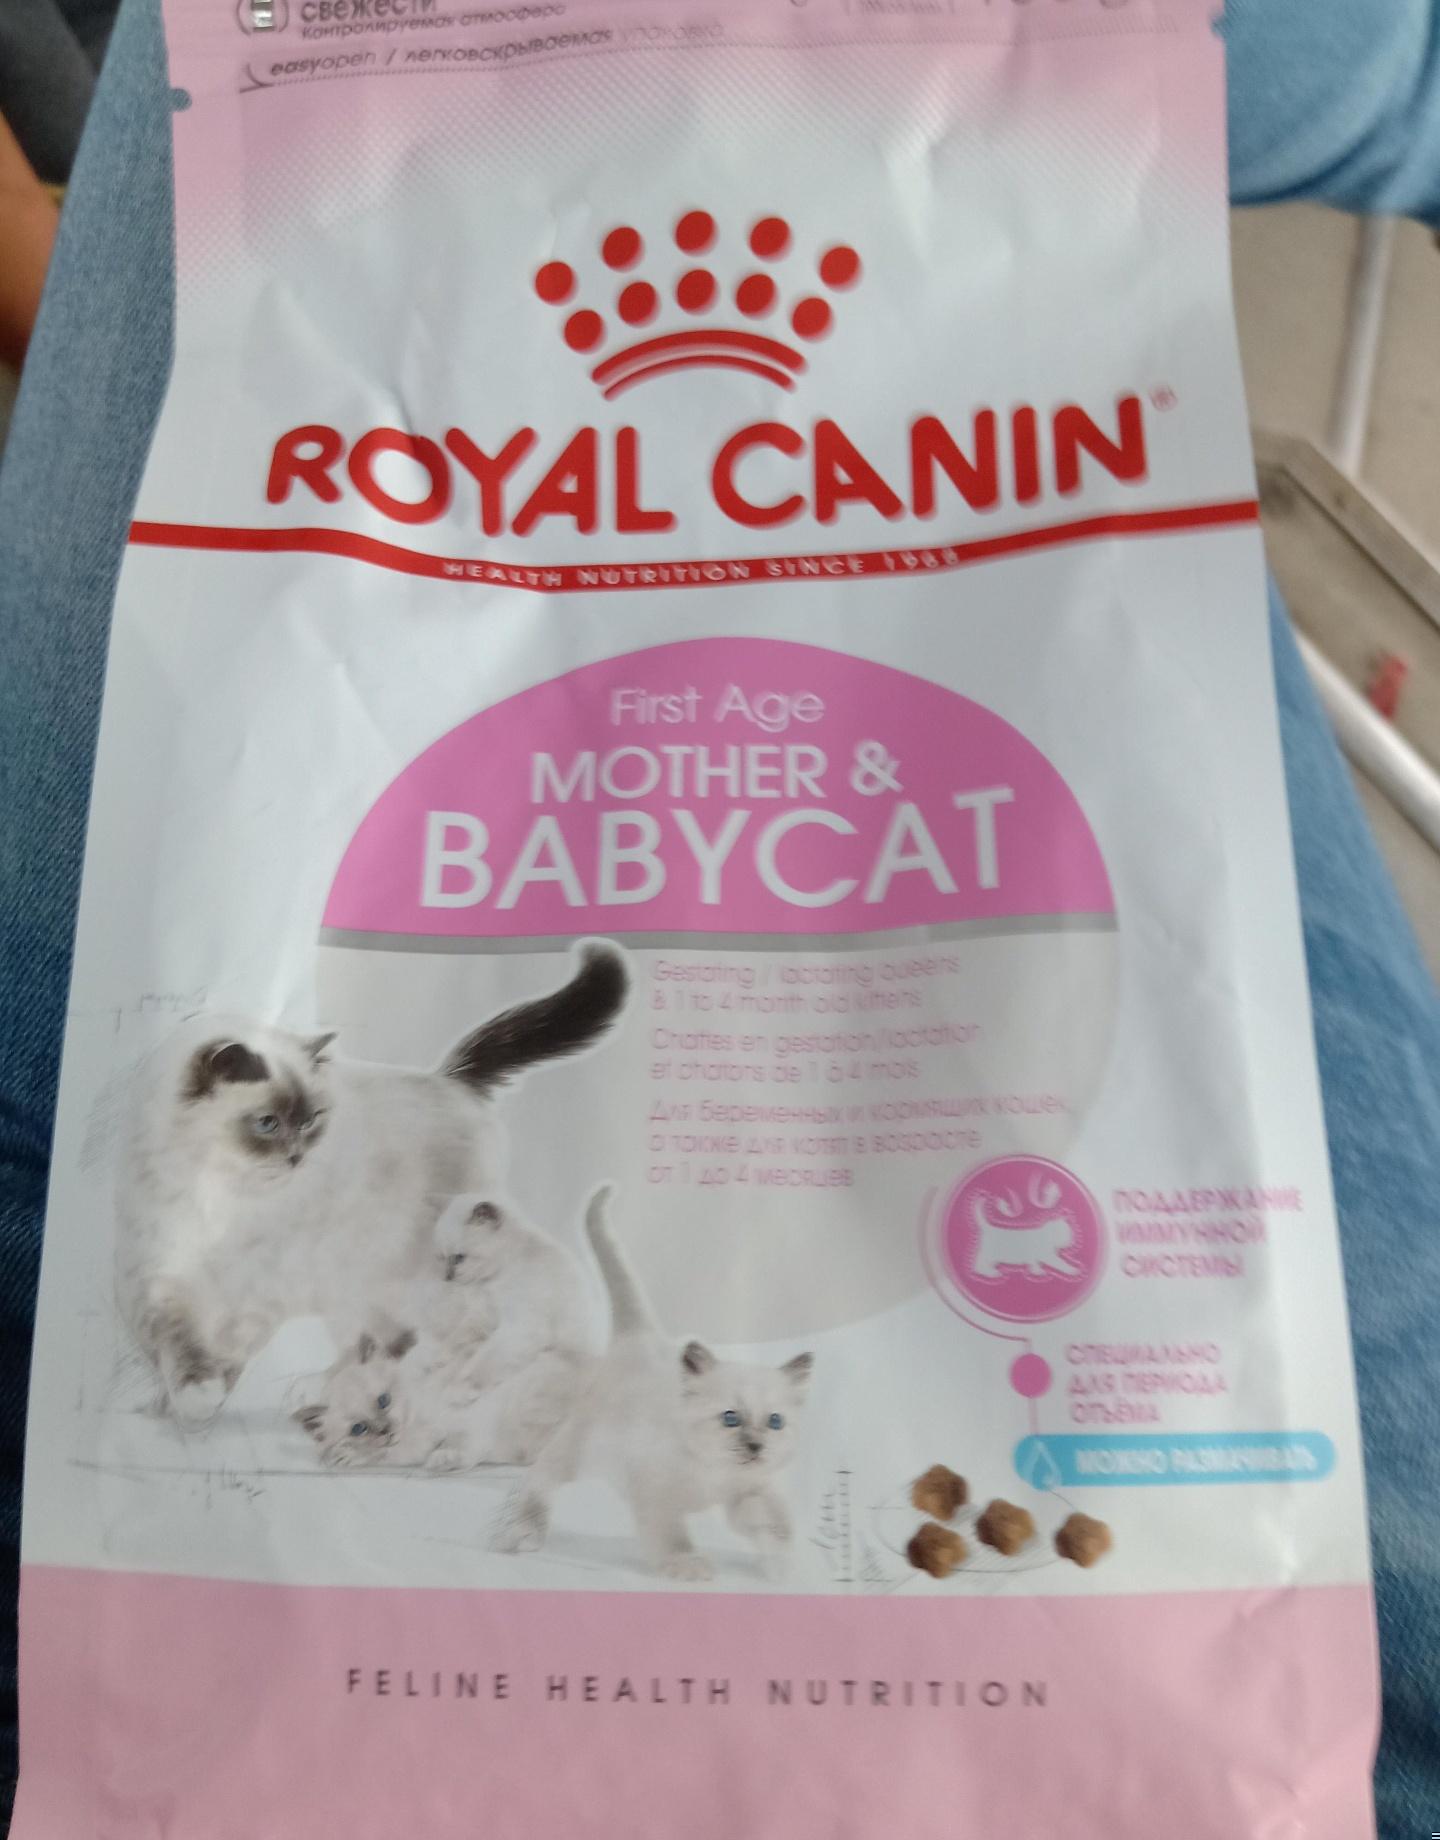 свежести
Контролируемая атмосфера
easyopen / легковскрываемая упаковка
ROYAL CANIN®
HEALTH NUTRITION SINCE 1968
First Age
MOTHER &
BABYCAT
Gestating / lactating queens
& 1 to 4 month old kittens
Chattes en gestation/lactation
et chatons de 1 à 4 mois
Для беременных и кормящих кошек,
а также для котят в возрасте
от 1 до 4 месяцев
ПОДДЕРЖАНИЕ
ИММУННОЙ
СИСТЕМЫ
СПЕЦИАЛЬНО
ДЛЯ ПЕРИОДА
ОТЪЁМА
МОЖНО РАЗМАЧИВАТЬ
FELINE HEALTH NUTRITION